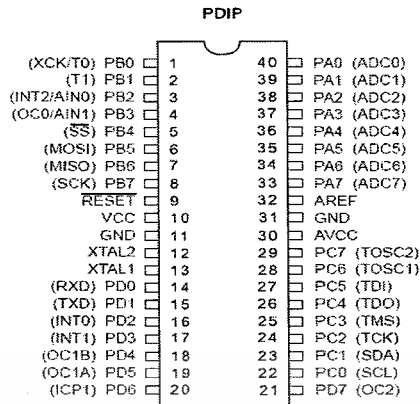 PDIP
(XCK/T0) PB0 1 40 PA0 (ADC0)
(T1) PB1 2 39 PA1 (ADC1)
(INT2/AIN0) PB2 3 38 PA2 (ADC2)
(OC0/AIN1) PB3 4 37 PA3 (ADC3)
(SS) PB4 5 36 PA4 (ADC4)
(MOSI) PB5 6 35 PA5 (ADC5)
(MISO) PB6 7 34 PA6 (ADC6)
(SCK) PB7 8 33 PA7 (ADC7)
RESET 9 32 AREF
VCC 10 31 GND
GND 11 30 AVCC
XTAL2 12 29 PC7 (TOSC2)
XTAL1 13 28 PC6 (TOSC1)
(RXD) PD0 14 27 PC5 (TDI)
(TXD) PD1 15 26 PC4 (TDO)
(INT0) PD2 16 25 PC3 (TMS)
(INT1) PD3 17 24 PC2 (TCK)
(OC1B) PD4 18 23 PC1 (SDA)
(OC1A) PD5 19 22 PC0 (SCL)
(ICP1) PD6 20 21 PD7 (OC2)